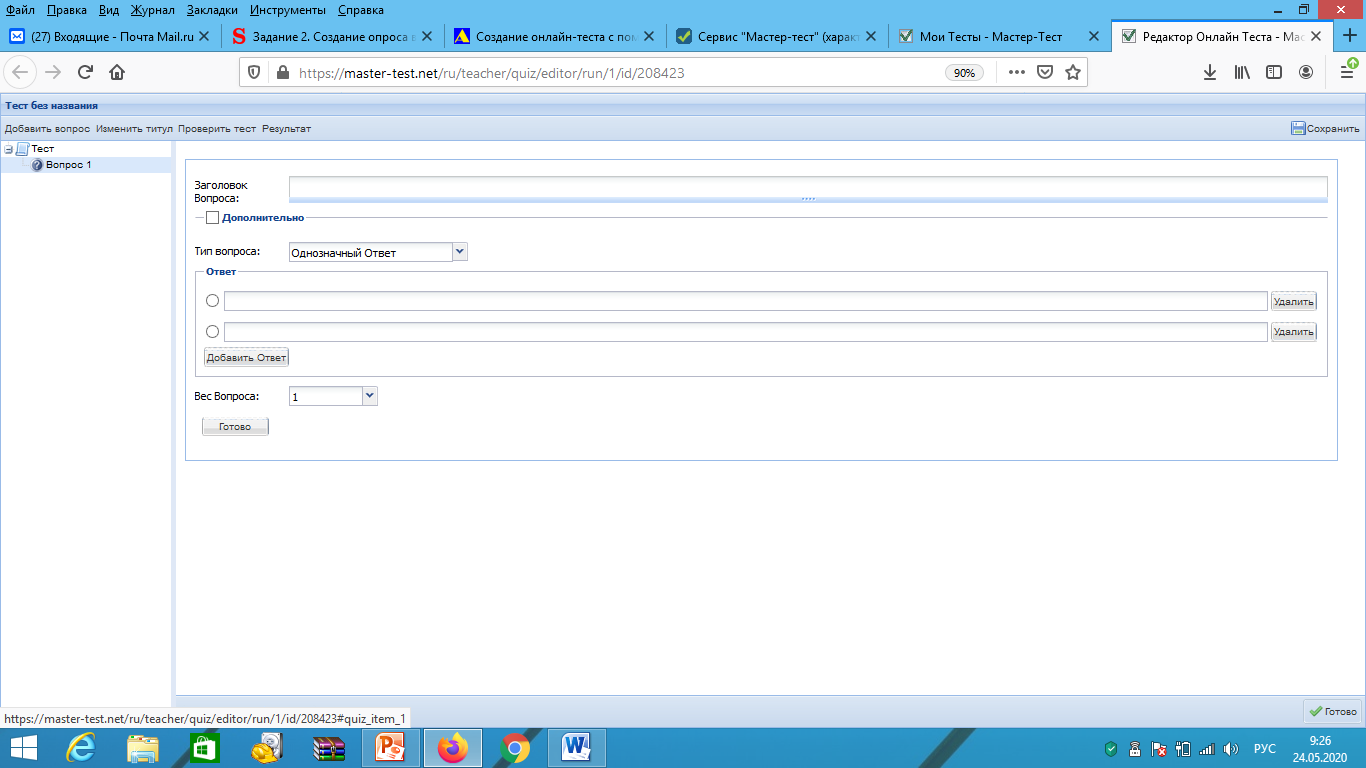 Файл Правка Вид Журнал Закладки Инструменты Справка
(27) Входящие - Почта Mail.ru
Задание 2. Создание опроса в
Создание онлайн-теста с пом
Сервис "Мастер-тест" (харак
Мои Тесты - Мастер-Тест
Редактор Онлайн Теста - Мас
https://master-test.net/ru/teacher/quiz/editor/run/1/id/208423
90%
Тест без названия
Добавить вопрос Изменить титул Проверить тест Результат
Сохранить
Тест
Вопрос 1
Заголовок
Вопроса:
Дополнительно
Тип вопроса:
Однозначный Ответ
Ответ
Удалить
Удалить
Добавить Ответ
Вес Вопроса:
1
Готово
Готово
https://master-test.net/ru/teacher/quiz/editor/run/1/id/208423#quiz_item_1
РУС
9:26
24.05.2020